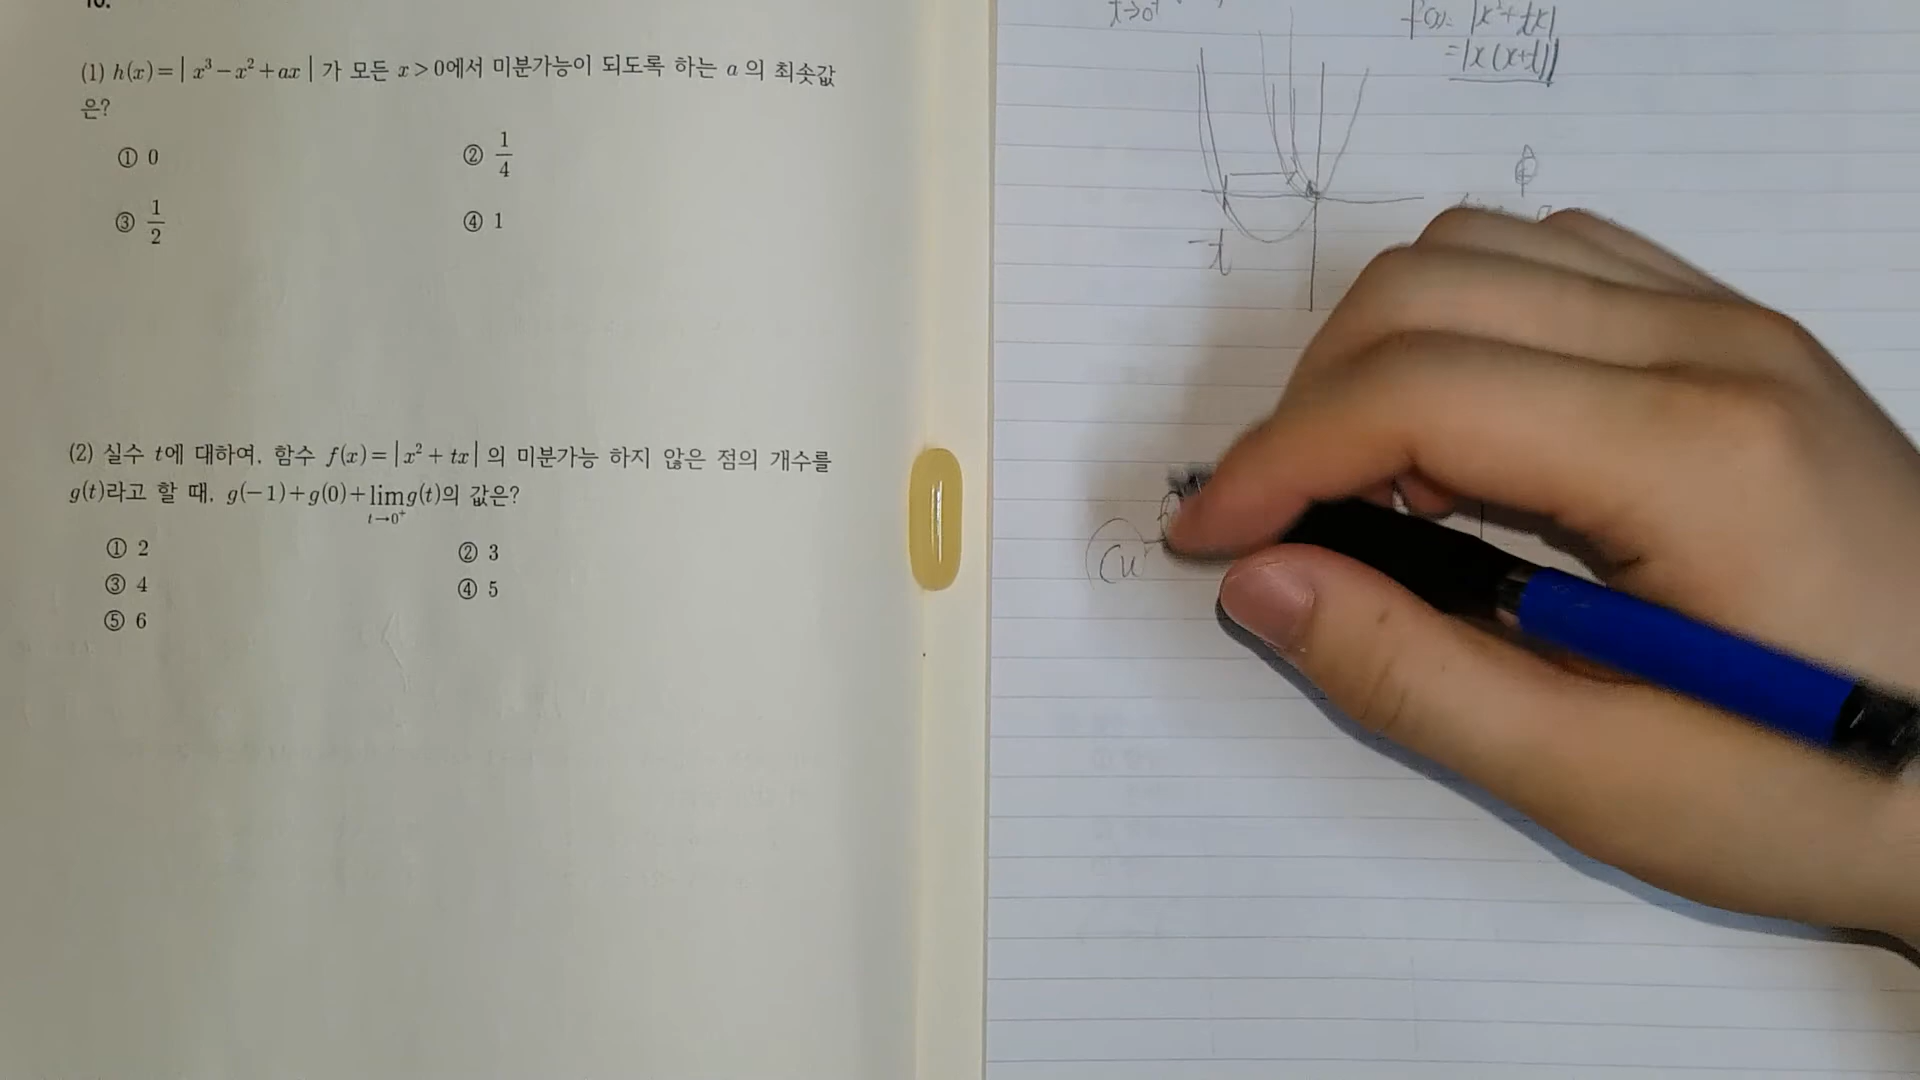 (1) h(x)=|x³-x²+ax|가 모든 x>0에서 미분가능이 되도록 하는 a의 최솟값
은?
① 0
② 1/4
③ 1/2
④ 1
(2) 실수 t에 대하여, 함수 f(x)=|x²+tx|의 미분가능 하지 않은 점의 개수를
g(t)라고 할 때, g(-1)+g(0)+lim g(t)의 값은?
t→0⁺
① 2
② 3
③ 4
④ 5
⑤ 6
t→0⁺
f(x)=|x²+tx|
=|x(x+t)|
-t